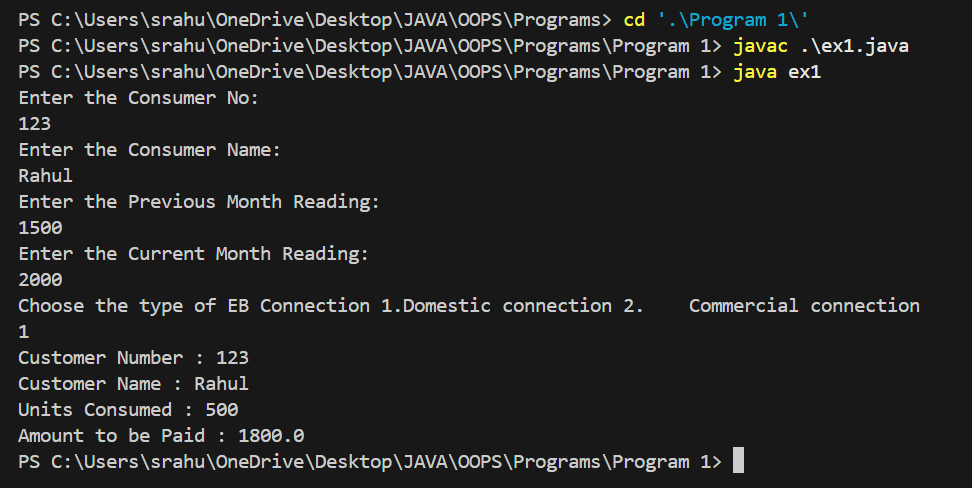 PS C:\Users\srahu\OneDrive\Desktop\JAVA\OOPS\Programs> cd '.\Program 1\'
PS C:\Users\srahu\OneDrive\Desktop\JAVA\OOPS\Programs\Program 1> javac .\ex1.java
PS C:\Users\srahu\OneDrive\Desktop\JAVA\OOPS\Programs\Program 1> java ex1
Enter the Consumer No:
123
Enter the Consumer Name:
Rahul
Enter the Previous Month Reading:
1500
Enter the Current Month Reading:
2000
Choose the type of EB Connection 1.Domestic connection 2.    Commercial connection
1
Customer Number : 123
Customer Name : Rahul
Units Consumed : 500
Amount to be Paid : 1800.0
PS C:\Users\srahu\OneDrive\Desktop\JAVA\OOPS\Programs\Program 1>